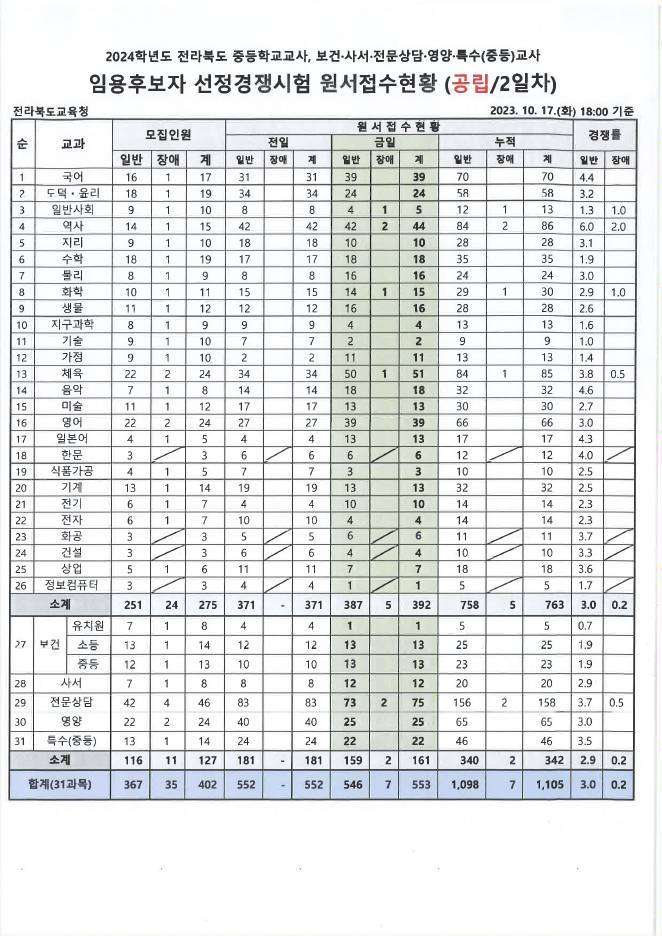 2024학년도 전라북도 중등학교교사, 보건·사서·전문상담·영양·특수(중등)교사
임용후보자 선정경쟁시험 원서접수현황 (공립/2일차)
전라북도교육청 2023. 10. 17.(화) 18:00 기준
순 교과 모집인원 원서접수현황 경쟁률
전일 금일 누적
일반 장애 계 일반 장애 계 일반 장애 계 일반 장애 계 일반 장애
1 국어 16 1 17 31 31 39 39 70 70 4.4
2 도덕·윤리 18 1 19 34 34 24 24 58 58 3.2
3 일반사회 9 1 10 8 8 4 1 5 12 1 13 1.3 1.0
4 역사 14 1 15 42 42 42 2 44 84 2 86 6.0 2.0
5 지리 9 1 10 18 18 10 10 28 28 3.1
6 수학 18 1 19 17 17 18 18 35 35 1.9
7 물리 8 1 9 8 8 16 16 24 24 3.0
8 화학 10 1 11 15 15 14 1 15 29 1 30 2.9 1.0
9 생물 11 1 12 12 12 16 16 28 28 2.6
10 지구과학 8 1 9 9 9 4 4 13 13 1.6
11 기술 9 1 10 7 7 2 2 9 9 1.0
12 가정 9 1 10 2 2 11 11 13 13 1.4
13 체육 22 2 24 34 34 50 1 51 84 1 85 3.8 0.5
14 음악 7 1 8 14 14 18 18 32 32 4.6
15 미술 11 1 12 17 17 13 13 30 30 2.7
16 영어 22 2 24 27 27 39 39 66 66 3.0
17 일본어 4 1 5 4 4 13 13 17 17 4.3
18 한문 3 3 6 6 6 6 12 12 4.0
19 식품가공 4 1 5 7 7 3 3 10 10 2.5
20 기계 13 1 14 19 19 13 13 32 32 2.5
21 전기 6 1 7 4 4 10 10 14 14 2.3
22 전자 6 1 7 10 10 4 4 14 14 2.3
23 화공 3 3 5 5 6 6 11 11 3.7
24 건설 3 3 6 6 4 4 10 10 3.3
25 상업 5 1 6 11 11 7 7 18 18 3.6
26 정보컴퓨터 3 3 4 4 1 1 5 5 1.7
소계 251 24 275 371 - 371 387 5 392 758 5 763 3.0 0.2
27 보건 유치원 7 1 8 4 4 1 1 5 5 0.7
소등 13 1 14 12 12 13 13 25 25 1.9
중등 12 1 13 10 10 13 13 23 23 1.9
28 사서 7 1 8 8 8 12 12 20 20 2.9
29 전문상담 42 4 46 83 83 73 2 75 156 2 158 3.7 0.5
30 영양 22 2 24 40 40 25 25 65 65 3.0
31 특수(중등) 13 1 14 24 24 22 22 46 46 3.5
소계 116 11 127 181 - 181 159 2 161 340 2 342 2.9 0.2
합계(31과목) 367 35 402 552 - 552 546 7 553 1,098 7 1,105 3.0 0.2